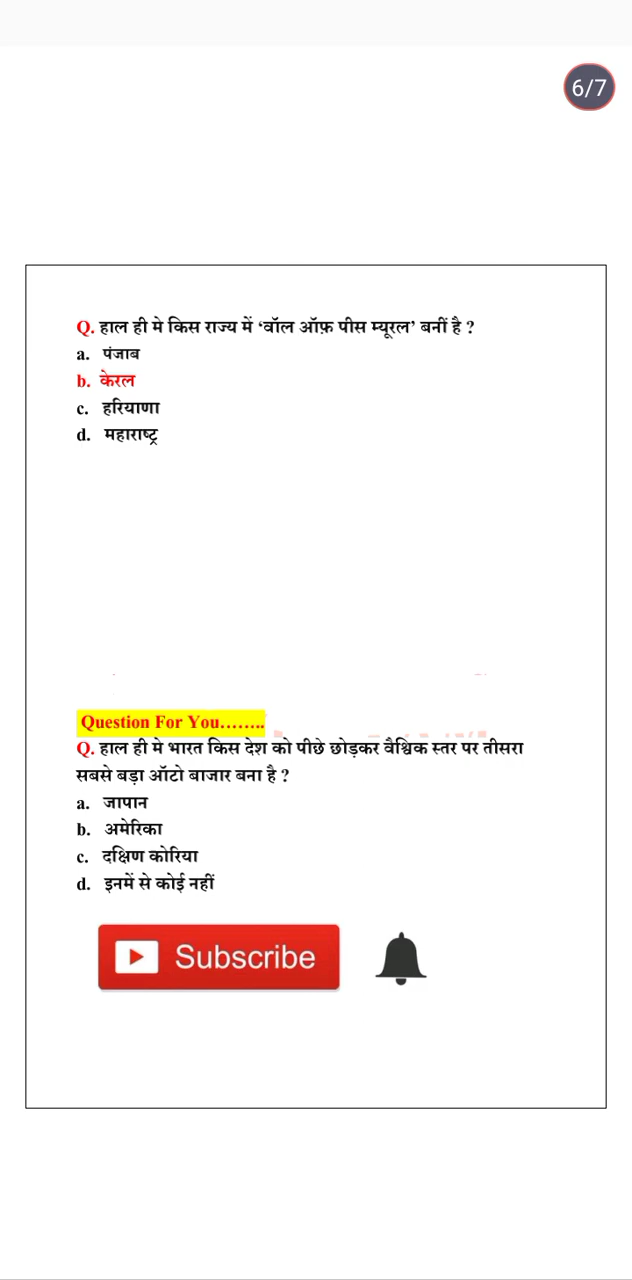 6/7
Q. हाल ही मे किस राज्य में ‘वॉल ऑफ़ पीस म्यूरल’ बनीं है ?
a. पंजाब
b. केरल
c. हरियाणा
d. महाराष्ट्र
Question For You……..
Q. हाल ही मे भारत किस देश को पीछे छोड़कर वैश्विक स्तर पर तीसरा
सबसे बड़ा ऑटो बाजार बना है ?
a. जापान
b. अमेरिका
c. दक्षिण कोरिया
d. इनमें से कोई नहीं
Subscribe